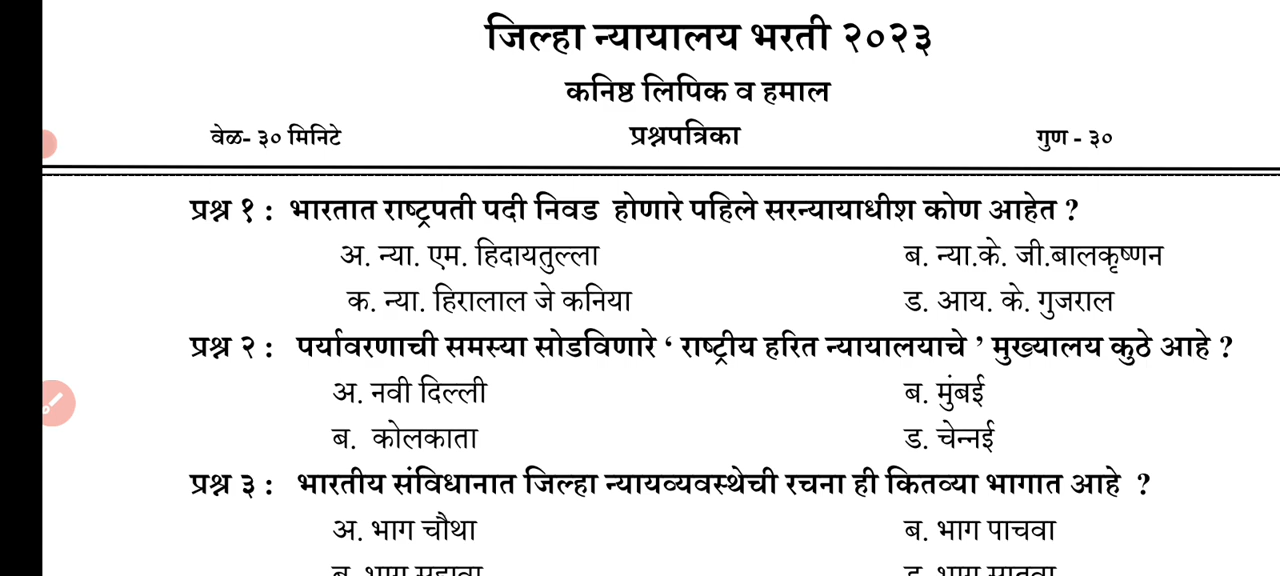 जिल्हा न्यायालय भरती २०२३
कनिष्ठ लिपिक व हमाल
वेळ- ३० मिनिटे प्रश्नपत्रिका गुण - ३०
प्रश्न १ : भारतात राष्ट्रपती पदी निवड होणारे पहिले सरन्यायाधीश कोण आहेत ?
अ. न्या. एम. हिदायतुल्ला ब. न्या.के. जी.बालकृष्णन
क. न्या. हिरालाल जे कनिया ड. आय. के. गुजराल
प्रश्न २ : पर्यावरणाची समस्या सोडविणारे ‘ राष्ट्रीय हरित न्यायालयाचे ’ मुख्यालय कुठे आहे ?
अ. नवी दिल्ली ब. मुंबई
ब. कोलकाता ड. चेन्नई
प्रश्न ३ : भारतीय संविधानात जिल्हा न्यायव्यवस्थेची रचना ही कितव्या भागात आहे ?
अ. भाग चौथा ब. भाग पाचवा
ब. भाग सहावा ड. भाग सातवा